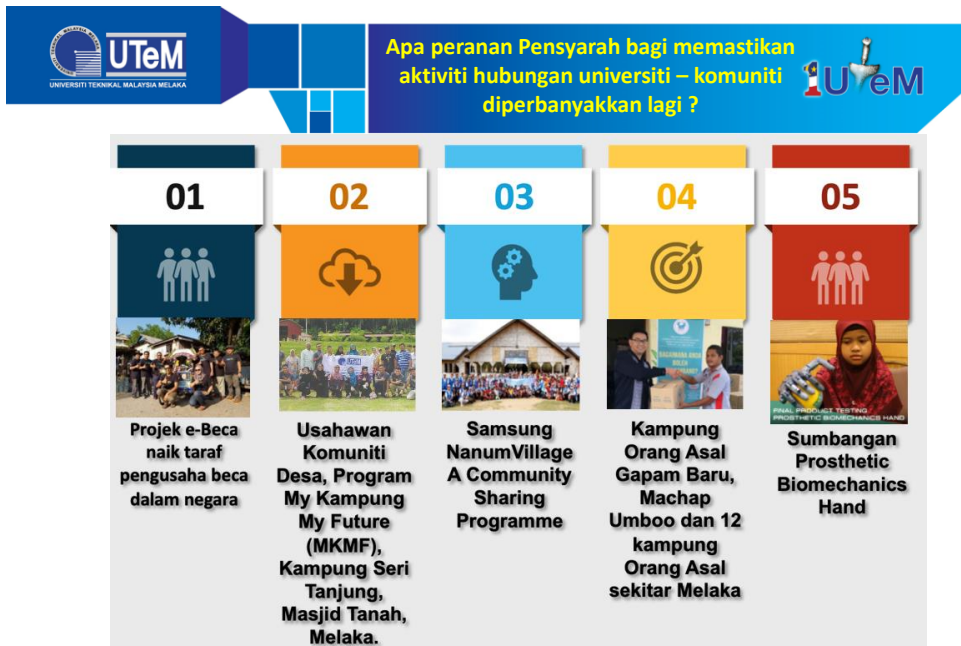 UTeM
UNIVERSITI TEKNIKAL MALAYSIA MELAKA
Apa peranan Pensyarah bagi memastikan
aktiviti hubungan universiti – komuniti
diperbanyakkan lagi ?
1UTeM
01
02
03
04
05
UTeM
FINAL PRODUCT TESTING
PROSTHETIC BIOMECHANICS HAND
Projek e-Beca
naik taraf
pengusaha beca
dalam negara
Usahawan
Komuniti
Desa, Program
My Kampung
My Future
(MKMF),
Kampung Seri
Tanjung,
Masjid Tanah,
Melaka.
Samsung
NanumVillage
A Community
Sharing
Programme
Kampung
Orang Asal
Gapam Baru,
Machap
Umboo dan 12
kampung
Orang Asal
sekitar Melaka
Sumbangan
Prosthetic
Biomechanics
Hand